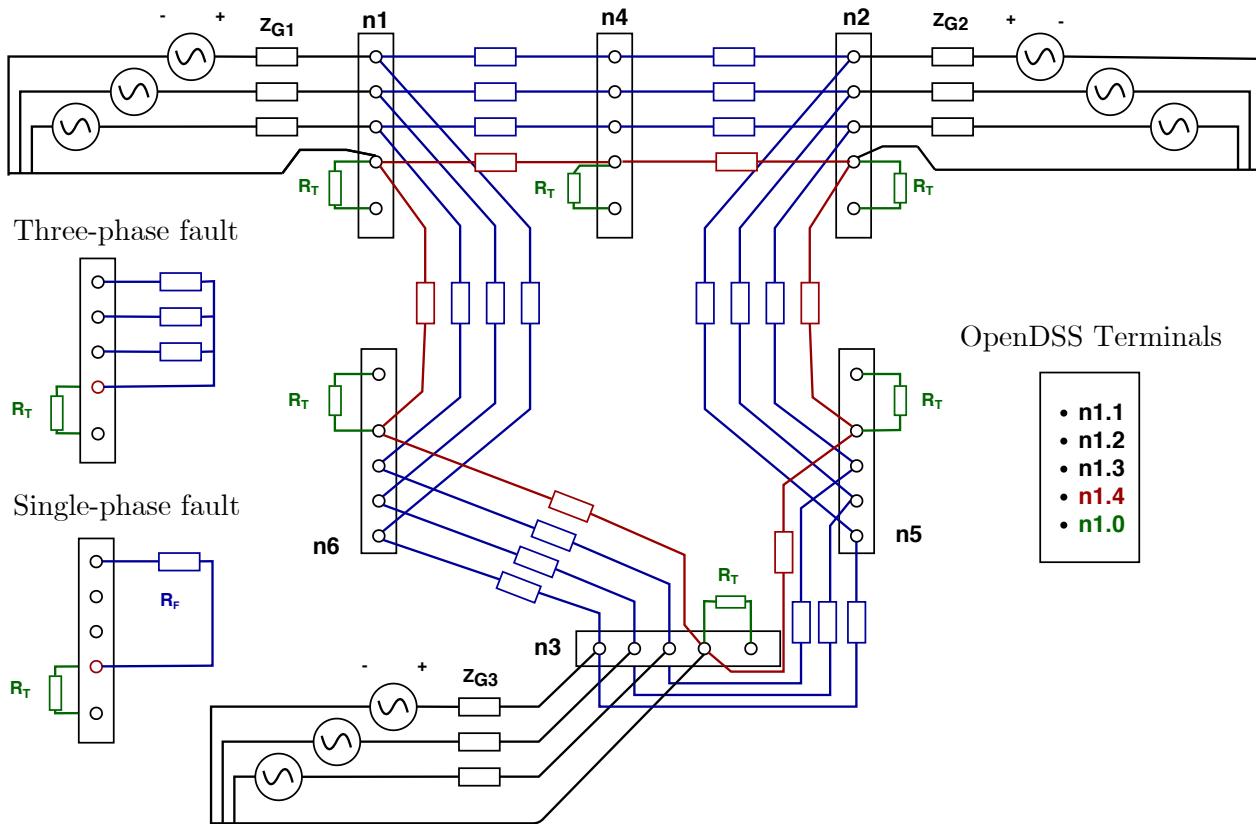 - + Z_G1 n1 n4 n2 Z_G2 + -
R_T R_T R_T
Three-phase fault
OpenDSS Terminals
R_T R_T
R_T
n1.1
n1.2
n1.3
n1.4
n1.0
Single-phase fault
n6 n5
R_T
R_F
n3
- + Z_G3
R_T